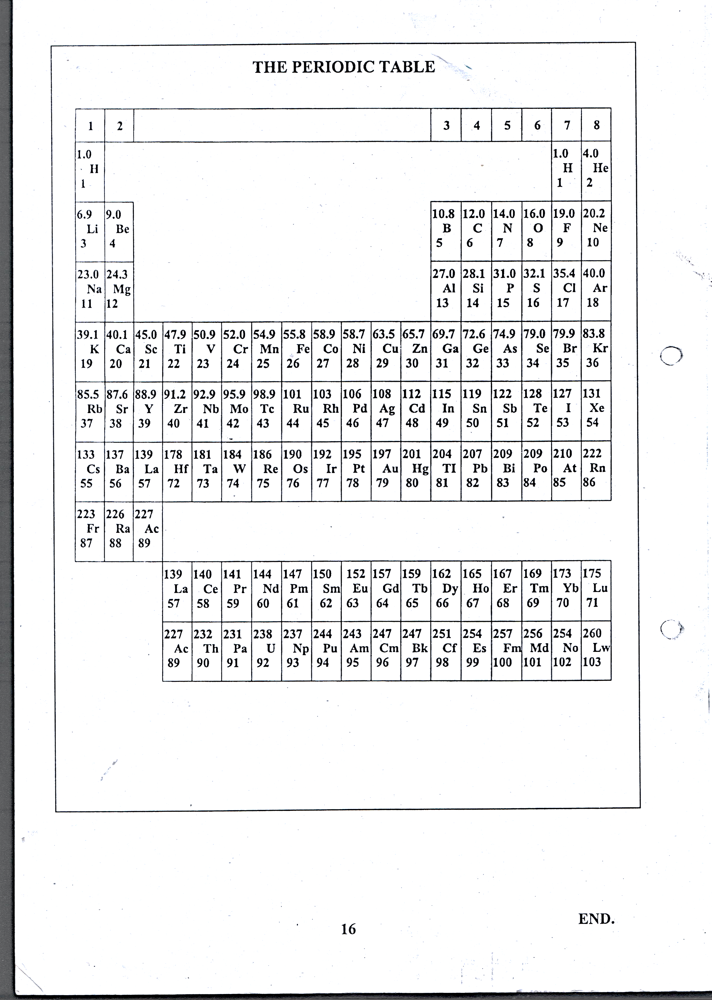 THE PERIODIC TABLE
1 2 3 4 5 6 7 8
1.0 1.0 4.0
H H He
1 1 2
6.9 9.0 10.8 12.0 14.0 16.0 19.0 20.2
Li Be B C N O F Ne
3 4 5 6 7 8 9 10
23.0 24.3 27.0 28.1 31.0 32.1 35.4 40.0
Na Mg Al Si P S Cl Ar
11 12 13 14 15 16 17 18
39.1 40.1 45.0 47.9 50.9 52.0 54.9 55.8 58.9 58.7 63.5 65.7 69.7 72.6 74.9 79.0 79.9 83.8
K Ca Sc Ti V Cr Mn Fe Co Ni Cu Zn Ga Ge As Se Br Kr
19 20 21 22 23 24 25 26 27 28 29 30 31 32 33 34 35 36
85.5 87.6 88.9 91.2 92.9 95.9 98.9 101 103 106 108 112 115 119 122 128 127 131
Rb Sr Y Zr Nb Mo Tc Ru Rh Pd Ag Cd In Sn Sb Te I Xe
37 38 39 40 41 42 43 44 45 46 47 48 49 50 51 52 53 54
133 137 139 178 181 184 186 190 192 195 197 201 204 207 209 209 210 222
Cs Ba La Hf Ta W Re Os Ir Pt Au Hg TI Pb Bi Po At Rn
55 56 57 72 73 74 75 76 77 78 79 80 81 82 83 84 85 86
223 226 227
Fr Ra Ac
87 88 89
139 140 141 144 147 150 152 157 159 162 165 167 169 173 175
La Ce Pr Nd Pm Sm Eu Gd Tb Dy Ho Er Tm Yb Lu
57 58 59 60 61 62 63 64 65 66 67 68 69 70 71
227 232 231 238 237 244 243 247 247 251 254 257 256 254 260
Ac Th Pa U Np Pu Am Cm Bk Cf Es Fm Md No Lw
89 90 91 92 93 94 95 96 97 98 99 100 101 102 103
END.
16